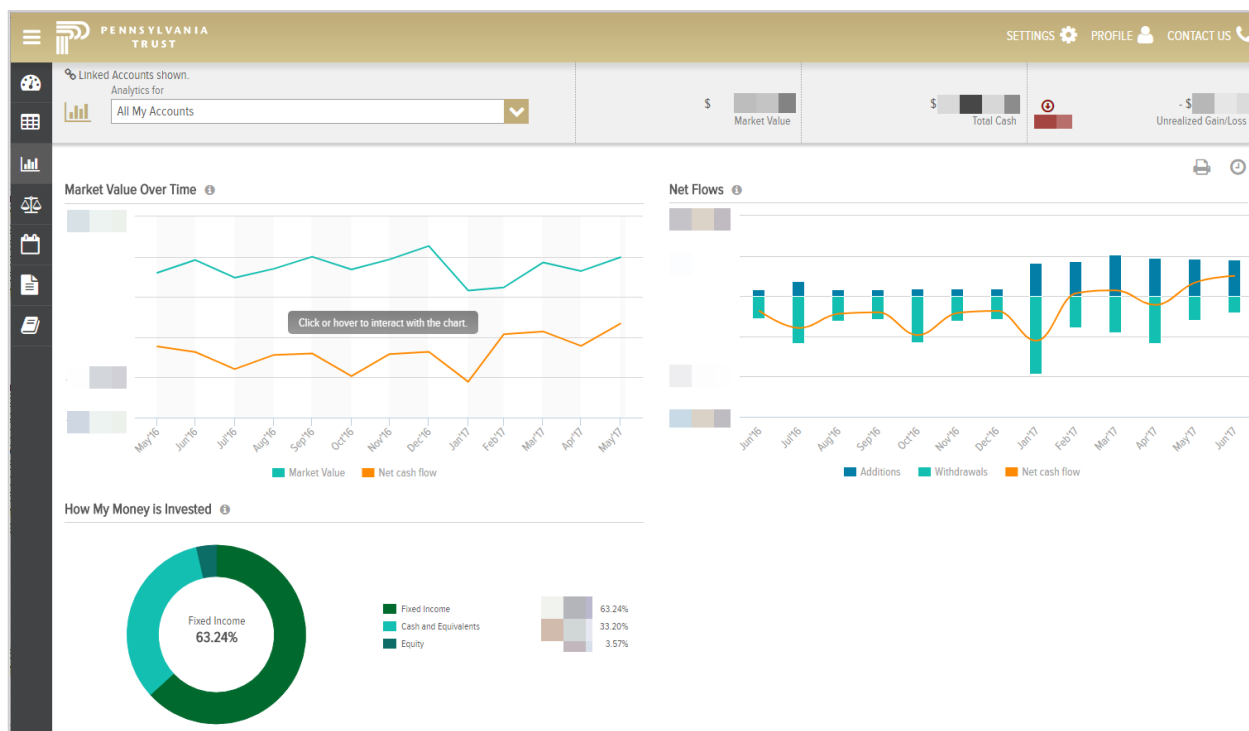 PENNSYLVANIA
TRUST
SETTINGS PROFILE CONTACT US
Linked Accounts shown.
Analytics for
All My Accounts
$
Market Value
$
Total Cash
- $
Unrealized Gain/Loss
Market Value Over Time
Click or hover to interact with the chart.
May'16 Jun'16 Jul'16 Aug'16 Sep'16 Oct'16 Nov'16 Dec'16 Jan'17 Feb'17 Mar'17 Apr'17 May'17
Market Value Net cash flow
Net Flows
Jun'16 Jul'16 Aug'16 Sep'16 Oct'16 Nov'16 Dec'16 Jan'17 Feb'17 Mar'17 Apr'17 May'17 Jun'17
Additions Withdrawals Net cash flow
How My Money is Invested
Fixed Income
63.24%
Fixed Income 63.24%
Cash and Equivalents 33.20%
Equity 3.57%